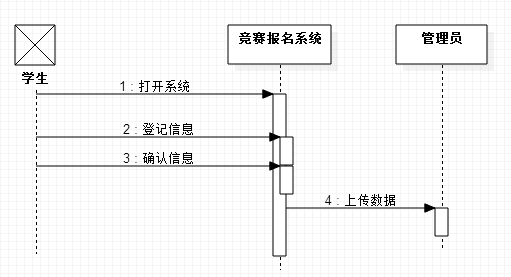 竞赛报名系统
管理员
学生
1 : 打开系统
2 : 登记信息
3 : 确认信息
4 : 上传数据